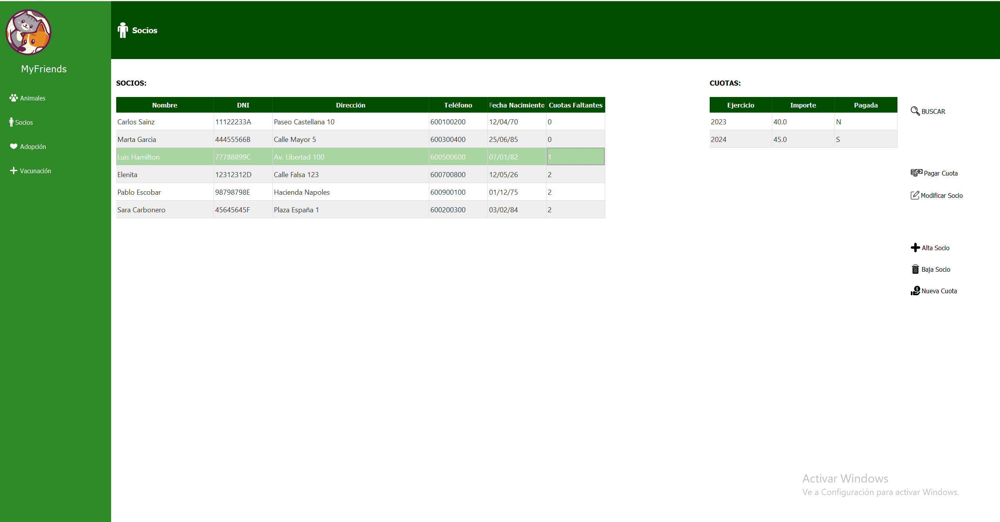 MyFriends
Animales
Socios
Adopción
Vacunación
Socios
SOCIOS:
Nombre DNI Dirección Teléfono Fecha Nacimiento Cuotas Faltantes
Carlos Sainz 11122233A Paseo Castellana 10 600100200 12/04/70 0
Marta Garcia 44455566B Calle Mayor 5 600300400 25/06/85 0
Luis Hamilton 77788899C Av. Libertad 100 600500600 07/01/82 1
Elenita 12312312D Calle Falsa 123 600700800 12/05/26 2
Pablo Escobar 98798798E Hacienda Napoles 600900100 01/12/75 2
Sara Carbonero 45645645F Plaza España 1 600200300 03/02/84 2
CUOTAS:
Ejercicio Importe Pagada
2023 40.0 N
2024 45.0 S
BUSCAR
Pagar Cuota
Modificar Socio
Alta Socio
Baja Socio
Nueva Cuota
Activar Windows
Ve a Configuración para activar Windows.